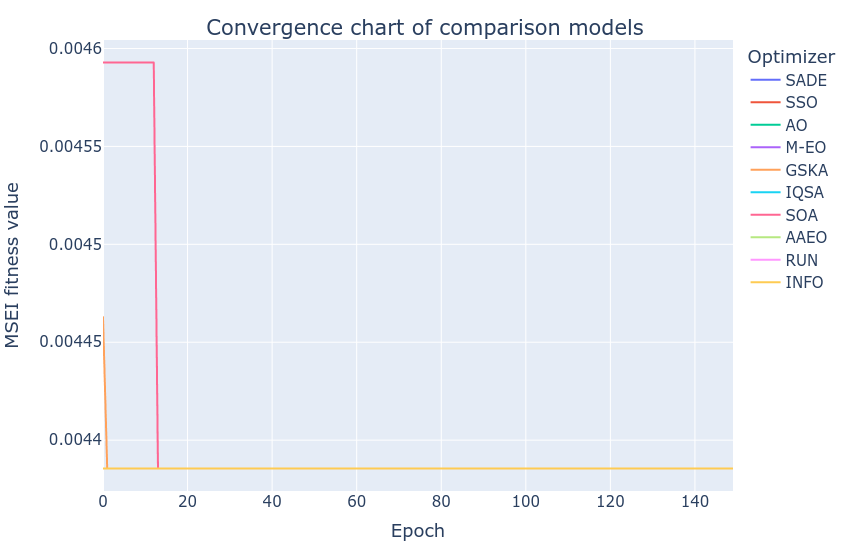 Convergence chart of comparison models
MSEI fitness value
0.0046
0.00455
0.0045
0.00445
0.0044
0
20
40
60
80
100
120
140
Epoch
Optimizer
SADE
SSO
AO
M-EO
GSKA
IQSA
SOA
AAEO
RUN
INFO